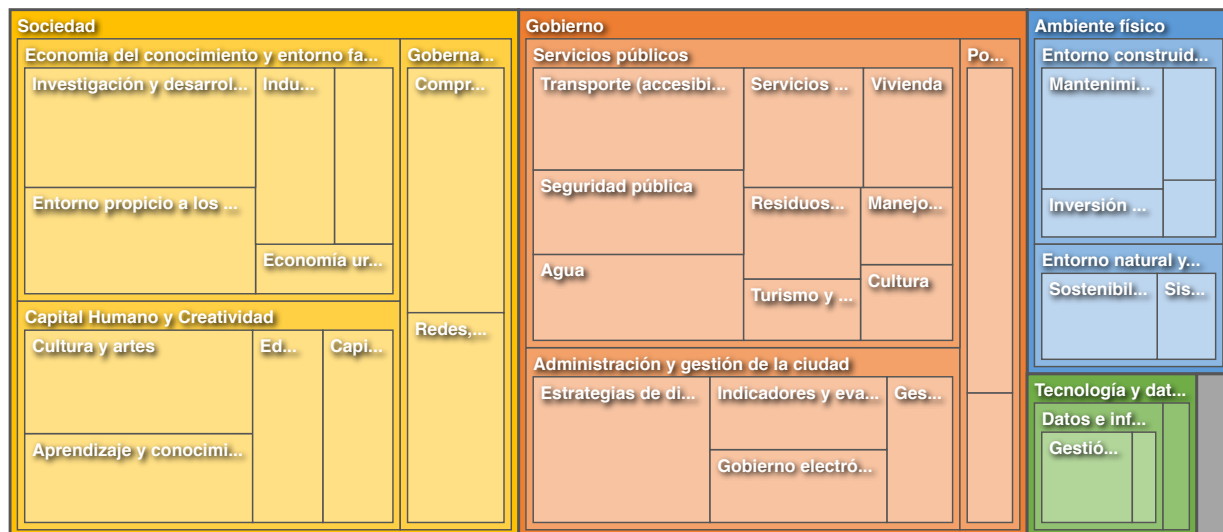 Sociedad
Economia del conocimiento y entorno fa...
Investigación y desarrol...
Indu...
Entorno propicio a los ...
Economía ur...
Goberna...
Compr...
Redes,...
Capital Humano y Creatividad
Cultura y artes
Ed...
Capi...
Aprendizaje y conocimi...
Gobierno
Servicios públicos
Transporte (accesibi...
Servicios ...
Vivienda
Seguridad pública
Residuos...
Manejo...
Agua
Turismo y ...
Cultura
Po...
Administración y gestión de la ciudad
Estrategias de di...
Indicadores y eva...
Ges...
Gobierno electró...
Ambiente físico
Entorno construid...
Mantenimi...
Inversión ...
Entorno natural y...
Sostenibil...
Sis...
Tecnología y dat...
Datos e inf...
Gestió...